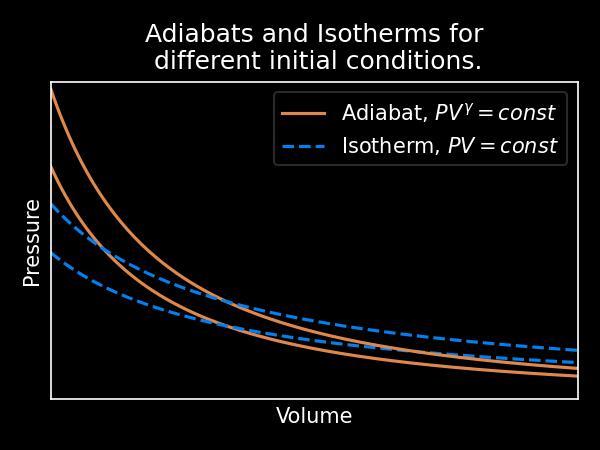 Adiabats and Isotherms for
different initial conditions.
Adiabat, PV^γ = const
Isotherm, PV = const
Pressure
Volume